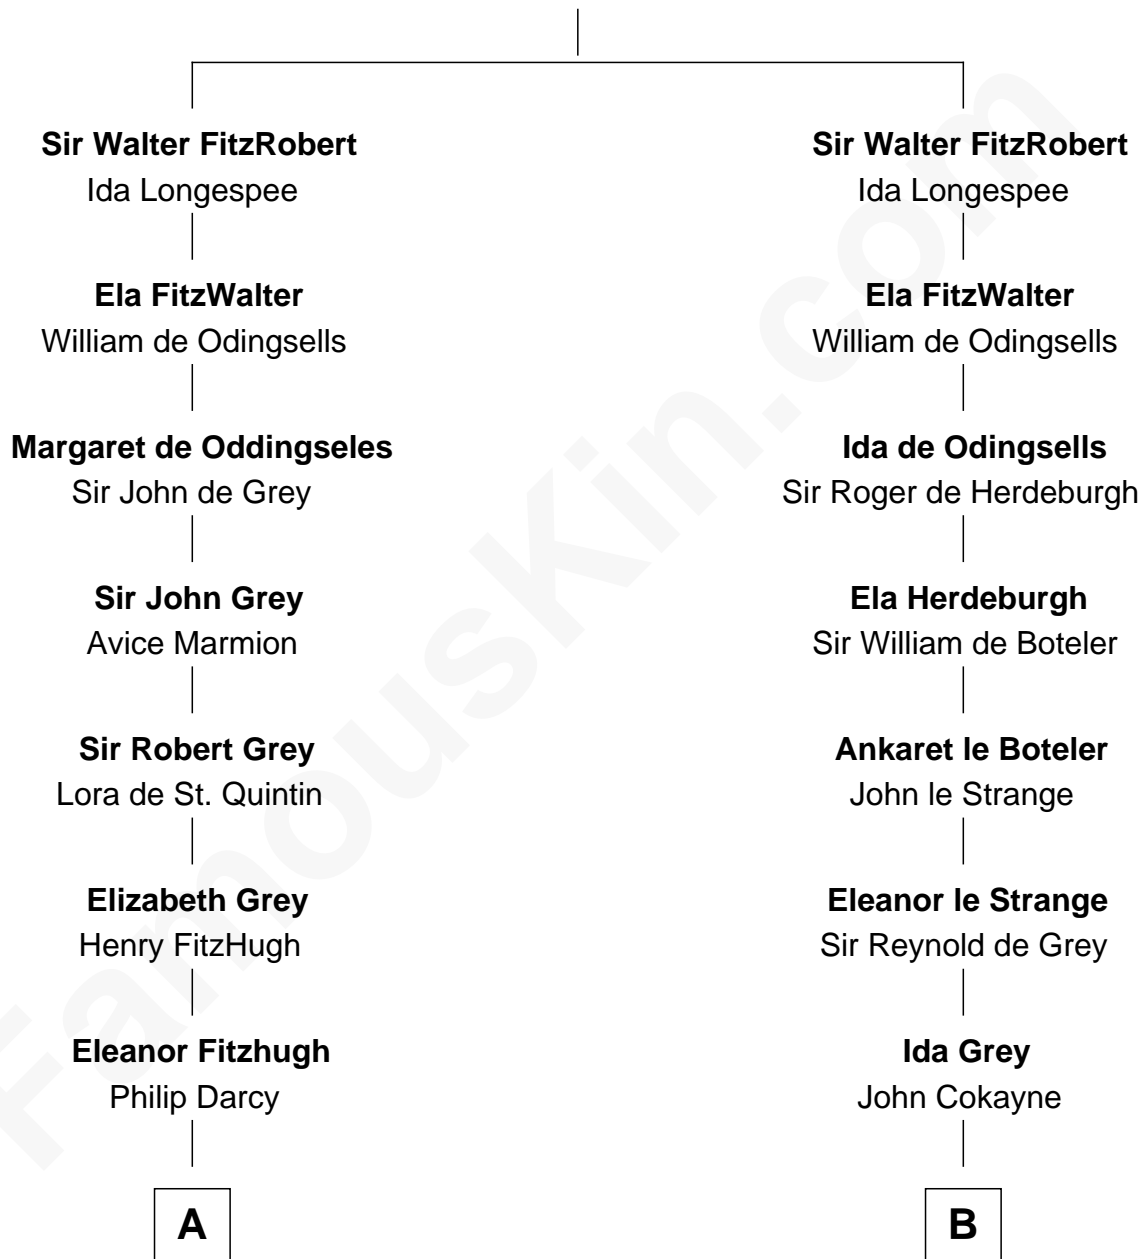 Sir Walter FitzRobert
Ida Longespee
Ela FitzWalter
William de Odingsells
Margaret de Oddingseles
Sir John de Grey
Sir John Grey
Avice Marmion
Sir Robert Grey
Lora de St. Quintin
Elizabeth Grey
Henry FitzHugh
Eleanor Fitzhugh
Philip Darcy
A
Sir Walter FitzRobert
Ida Longespee
Ela FitzWalter
William de Odingsells
Ida de Odingsells
Sir Roger de Herdeburgh
Ela Herdeburgh
Sir William de Boteler
Ankaret le Boteler
John le Strange
Eleanor le Strange
Sir Reynold de Grey
Ida Grey
John Cokayne
B
FamousKin.com